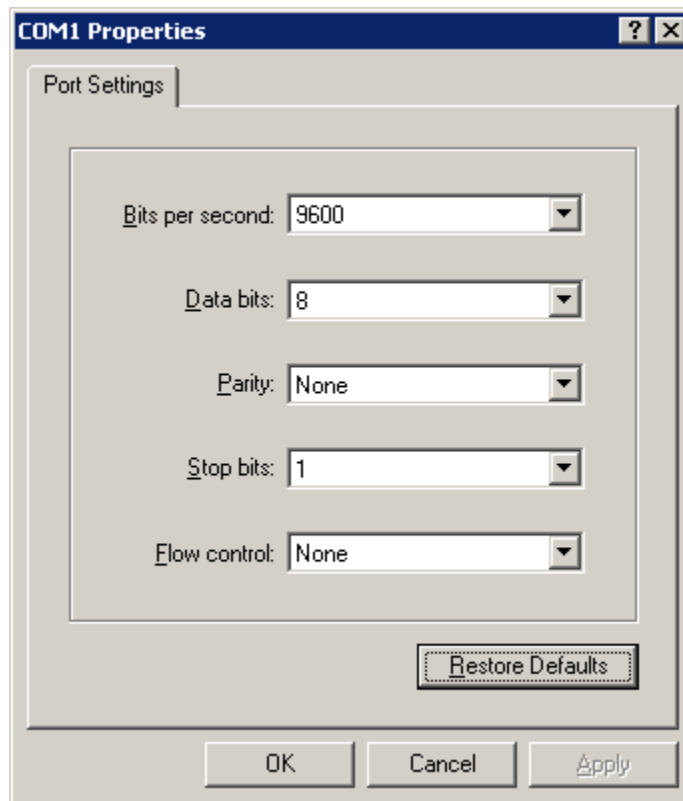 COM1 Properties
Port Settings
Bits per second: 9600
Data bits: 8
Parity: None
Stop bits: 1
Flow control: None
Restore Defaults
OK Cancel Apply